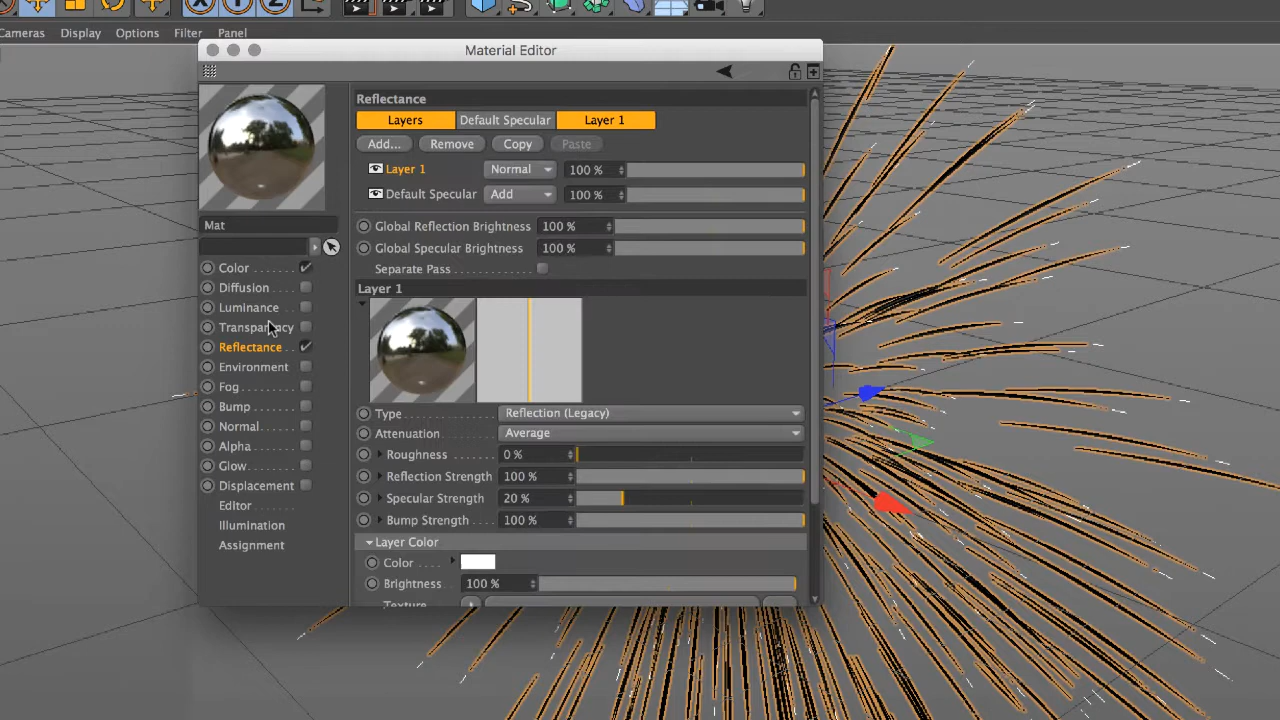 Cameras Display Options Filter Panel
Material Editor
Reflectance
Layers Default Specular Layer 1
Add... Remove Copy Paste
Layer 1 Normal 100 %
Default Specular Add 100 %
Mat
Global Reflection Brightness 100 %
Global Specular Brightness 100 %
Separate Pass
Color
Diffusion
Luminance
Transparency
Reflectance
Environment
Fog
Bump
Normal
Alpha
Glow
Displacement
Editor
Illumination
Assignment
Layer 1
Type Reflection (Legacy)
Attenuation Average
Roughness 0 %
Reflection Strength 100 %
Specular Strength 20 %
Bump Strength 100 %
Layer Color
Color
Brightness 100 %
Texture